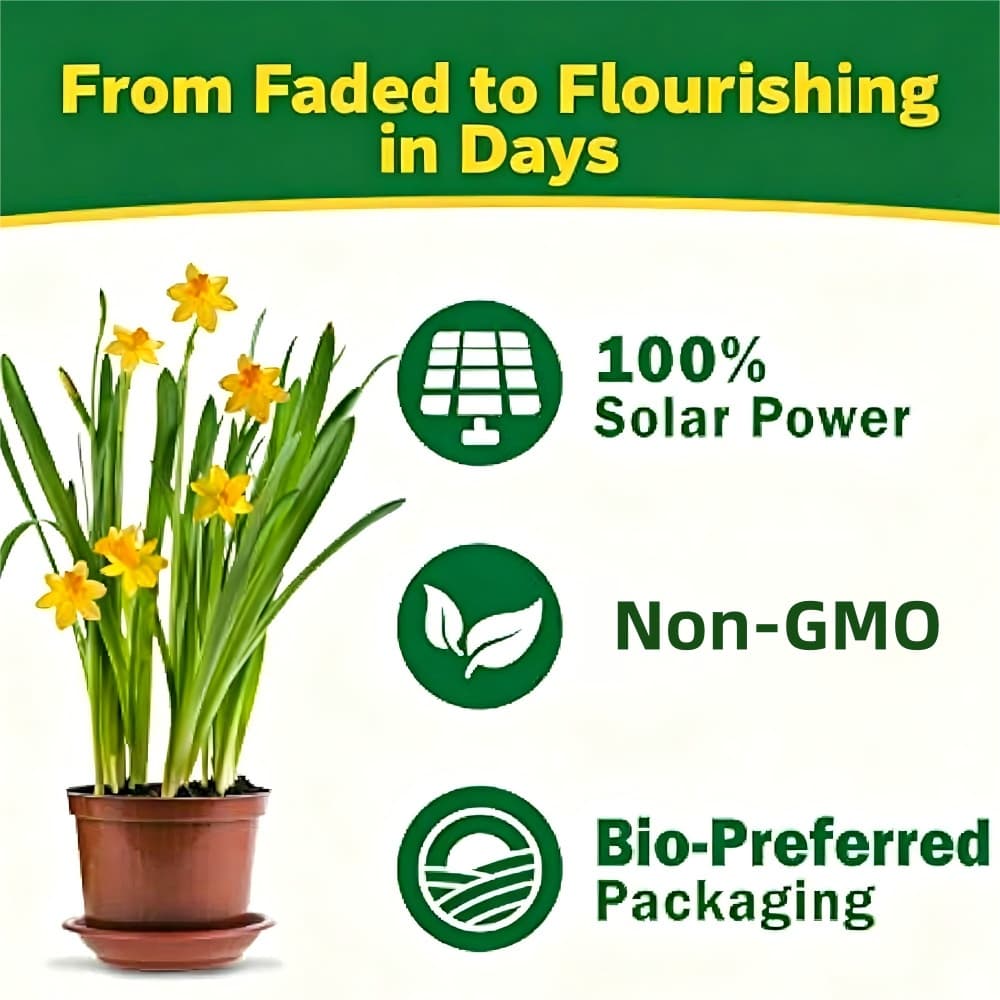 From Faded to Flourishing
in Days
100%
Solar Power
Non-GMO
Bio-Preferred
Packaging